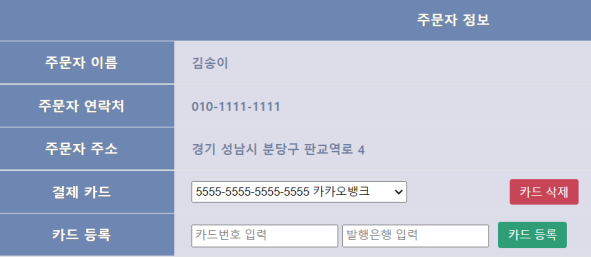 주문자 정보
주문자 이름 김송이
주문자 연락처 010-1111-1111
주문자 주소 경기 성남시 분당구 판교역로 4
결제 카드 5555-5555-5555-5555 카카오뱅크 카드 삭제
카드 등록 카드번호 입력 발행은행 입력 카드 등록